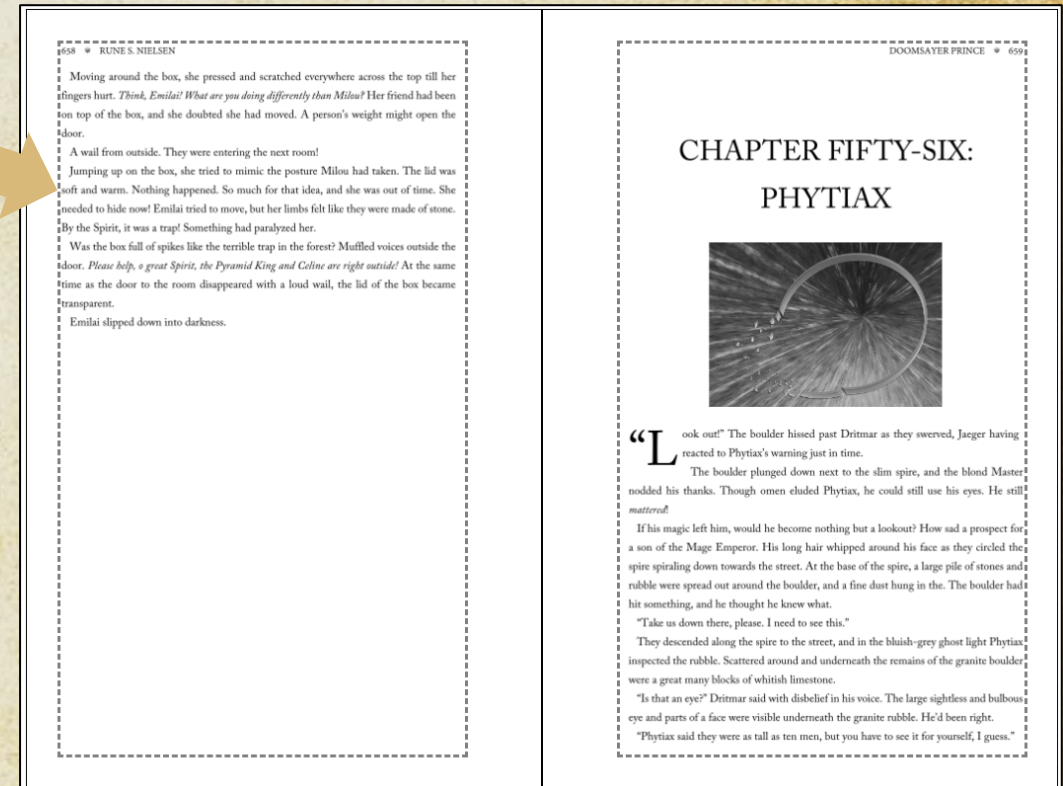 658 ❦ RUNE S. NIELSEN
Moving around the box, she pressed and scratched everywhere across the top till her
fingers hurt. Think, Emilai! What are you doing differently than Milou? Her friend had been
on top of the box, and she doubted she had moved. A person's weight might open the
door.
A wail from outside. They were entering the next room!
Jumping up on the box, she tried to mimic the posture Milou had taken. The lid was
soft and warm. Nothing happened. So much for that idea, and she was out of time. She
needed to hide now! Emilai tried to move, but her limbs felt like they were made of stone.
By the Spirit, it was a trap! Something had paralyzed her.
Was the box full of spikes like the terrible trap in the forest? Muffled voices outside the
door. Please help, o great Spirit, the Pyramid King and Celine are right outside! At the same
time as the door to the room disappeared with a loud wail, the lid of the box became
transparent.
Emilai slipped down into darkness.
DOOMSAYER PRINCE ❦ 659
CHAPTER FIFTY-SIX:
PHYTIAX
“Look out!” The boulder hissed past Dritmar as they swerved, Jaeger having
reacted to Phytiax's warning just in time.
The boulder plunged down next to the slim spire, and the blond Master
nodded his thanks. Though omen eluded Phytiax, he could still use his eyes. He still
mattered!
If his magic left him, would he become nothing but a lookout? How sad a prospect for
a son of the Mage Emperor. His long hair whipped around his face as they circled the
spire spiraling down towards the street. At the base of the spire, a large pile of stones and
rubble were spread out around the boulder, and a fine dust hung in the. The boulder had
hit something, and he thought he knew what.
“Take us down there, please. I need to see this.”
They descended along the spire to the street, and in the bluish-grey ghost light Phytiax
inspected the rubble. Scattered around and underneath the remains of the granite boulder
were a great many blocks of whitish limestone.
“Is that an eye?” Dritmar said with disbelief in his voice. The large sightless and bulbous
eye and parts of a face were visible underneath the granite rubble. He'd been right.
“Phytiax said they were as tall as ten men, but you have to see it for yourself, I guess.”